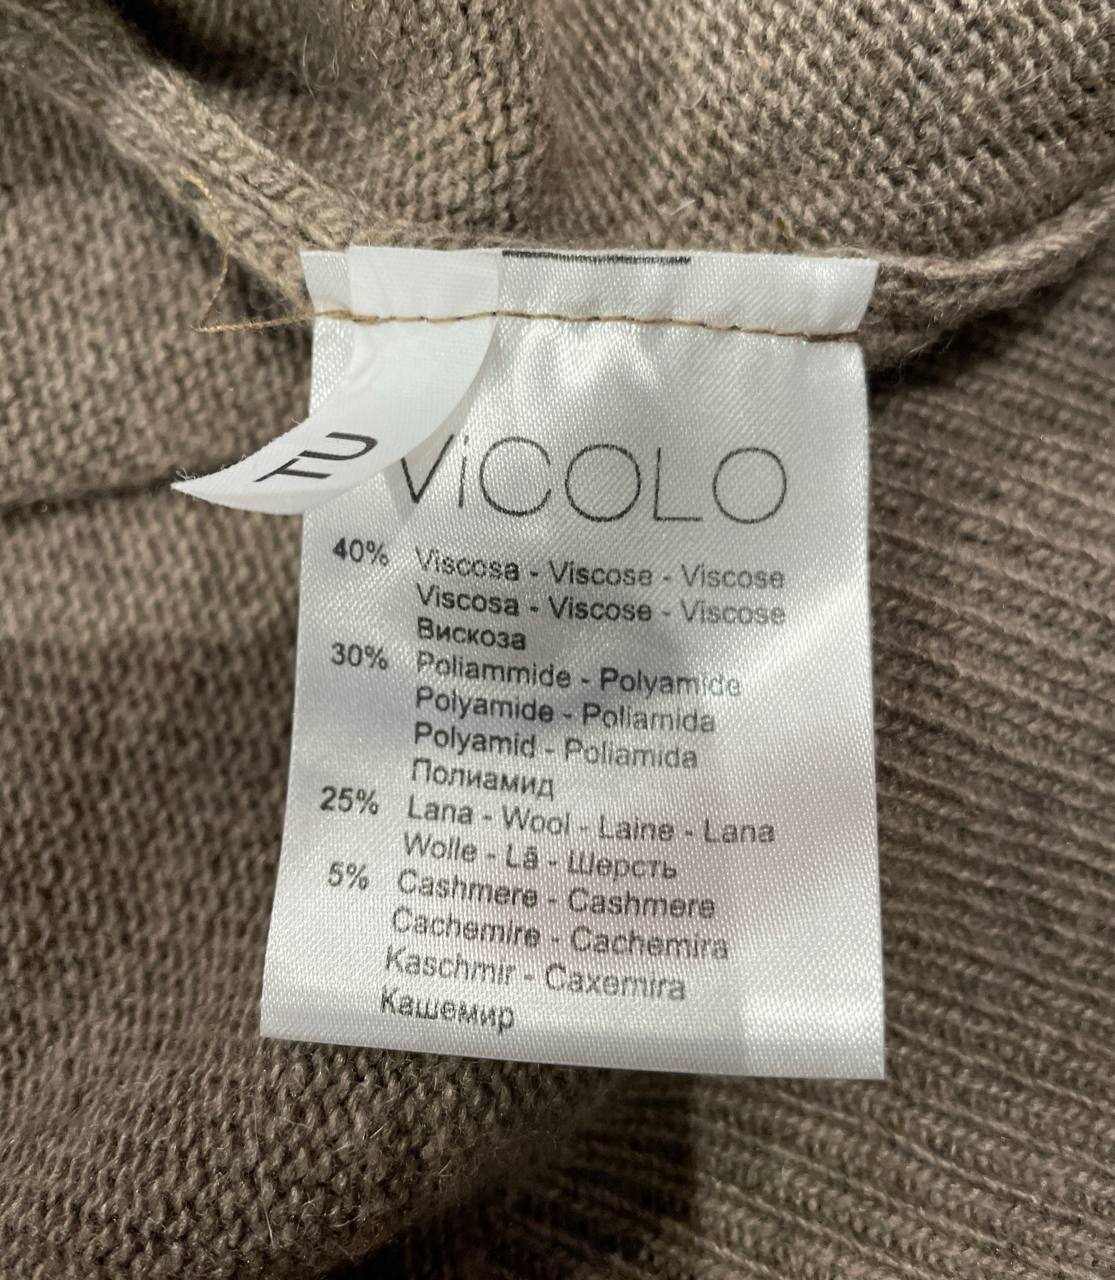 TU
ViCOLO
40% Viscosa - Viscose - Viscose
Viscosa - Viscose - Viscose
Вискоза
30% Poliammide - Polyamide
Polyamide - Poliamida
Polyamid - Poliamida
Полиамид
25% Lana - Wool - Laine - Lana
Wolle - Lã - Шерсть
5% Cashmere - Cashmere
Cachemire - Cachemira
Kaschmir - Caxemira
Кашемир